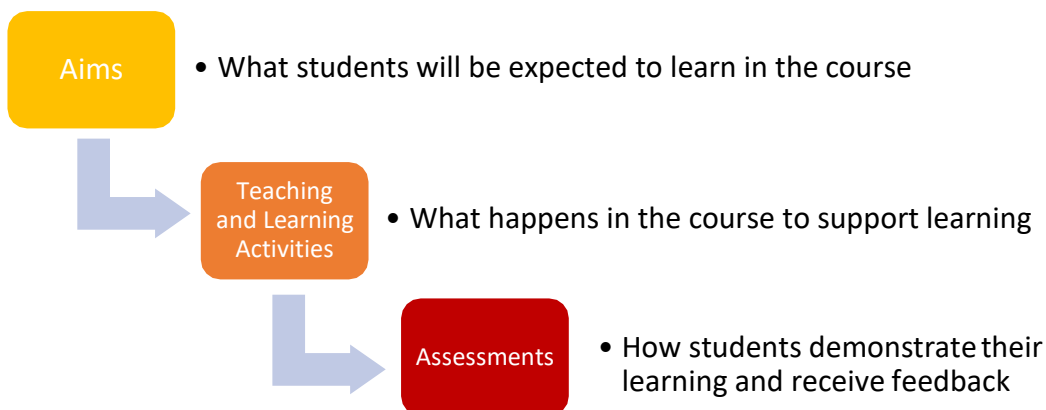 Aims
• What students will be expected to learn in the course
Teaching
and Learning
Activities
• What happens in the course to support learning
Assessments
• How students demonstrate their
learning and receive feedback